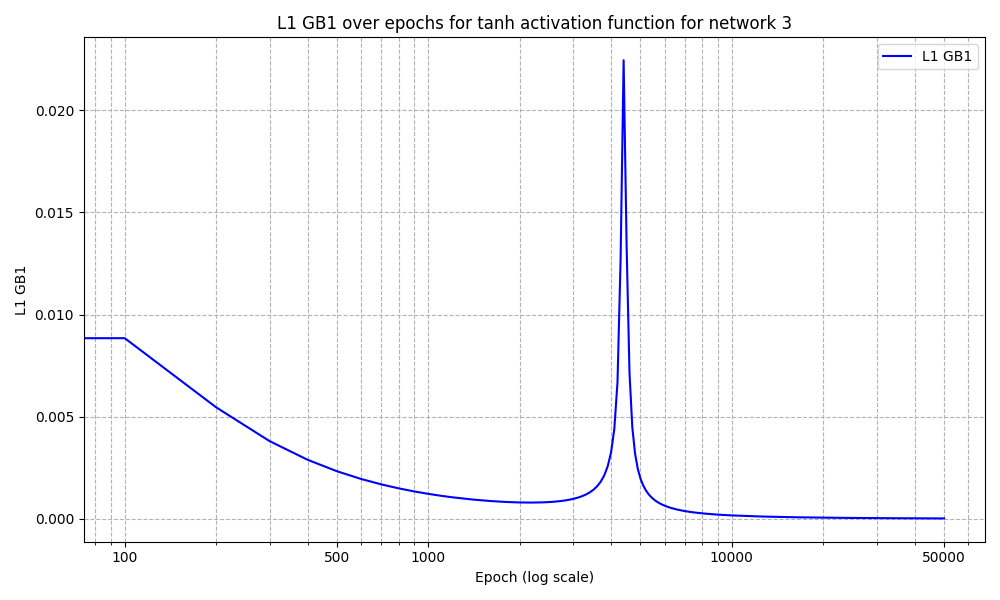 L1 GB1 over epochs for tanh activation function for network 3
L1 GB1
0.020
0.015
0.010
0.005
0.000
L1 GB1
100
500
1000
10000
50000
Epoch (log scale)